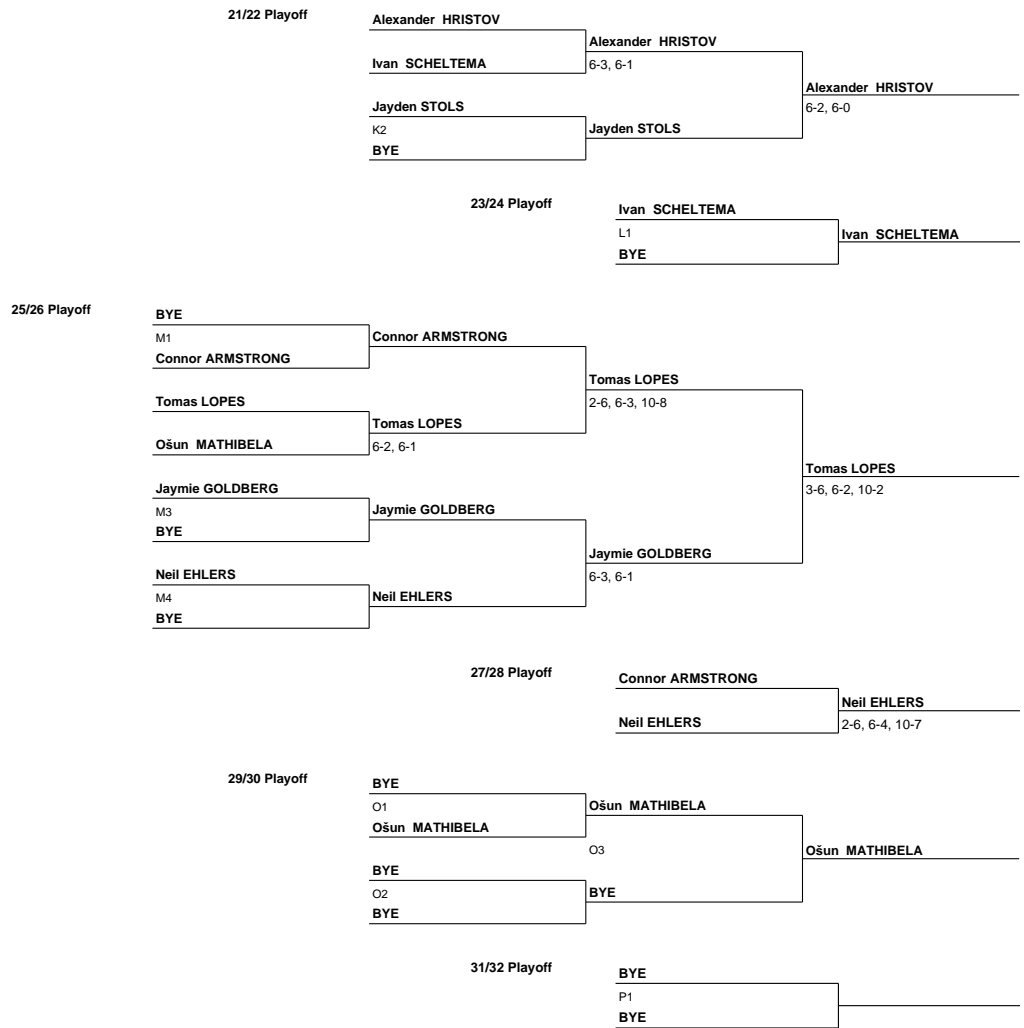 21/22 Playoff
Alexander HRISTOV
Alexander HRISTOV
Ivan SCHELTEMA
6-3, 6-1
Alexander HRISTOV
6-2, 6-0
Jayden STOLS
K2
Jayden STOLS
BYE
23/24 Playoff
Ivan SCHELTEMA
L1
Ivan SCHELTEMA
BYE
25/26 Playoff
BYE
M1
Connor ARMSTRONG
Connor ARMSTRONG
Tomas LOPES
2-6, 6-3, 10-8
Tomas LOPES
Tomas LOPES
Ošun MATHIBELA
6-2, 6-1
Tomas LOPES
3-6, 6-2, 10-2
Jaymie GOLDBERG
M3
Jaymie GOLDBERG
BYE
Jaymie GOLDBERG
6-3, 6-1
Neil EHLERS
M4
Neil EHLERS
BYE
27/28 Playoff
Connor ARMSTRONG
Neil EHLERS
Neil EHLERS
2-6, 6-4, 10-7
29/30 Playoff
BYE
O1
Ošun MATHIBELA
Ošun MATHIBELA
O3
Ošun MATHIBELA
BYE
O2
BYE
BYE
31/32 Playoff
BYE
P1
BYE